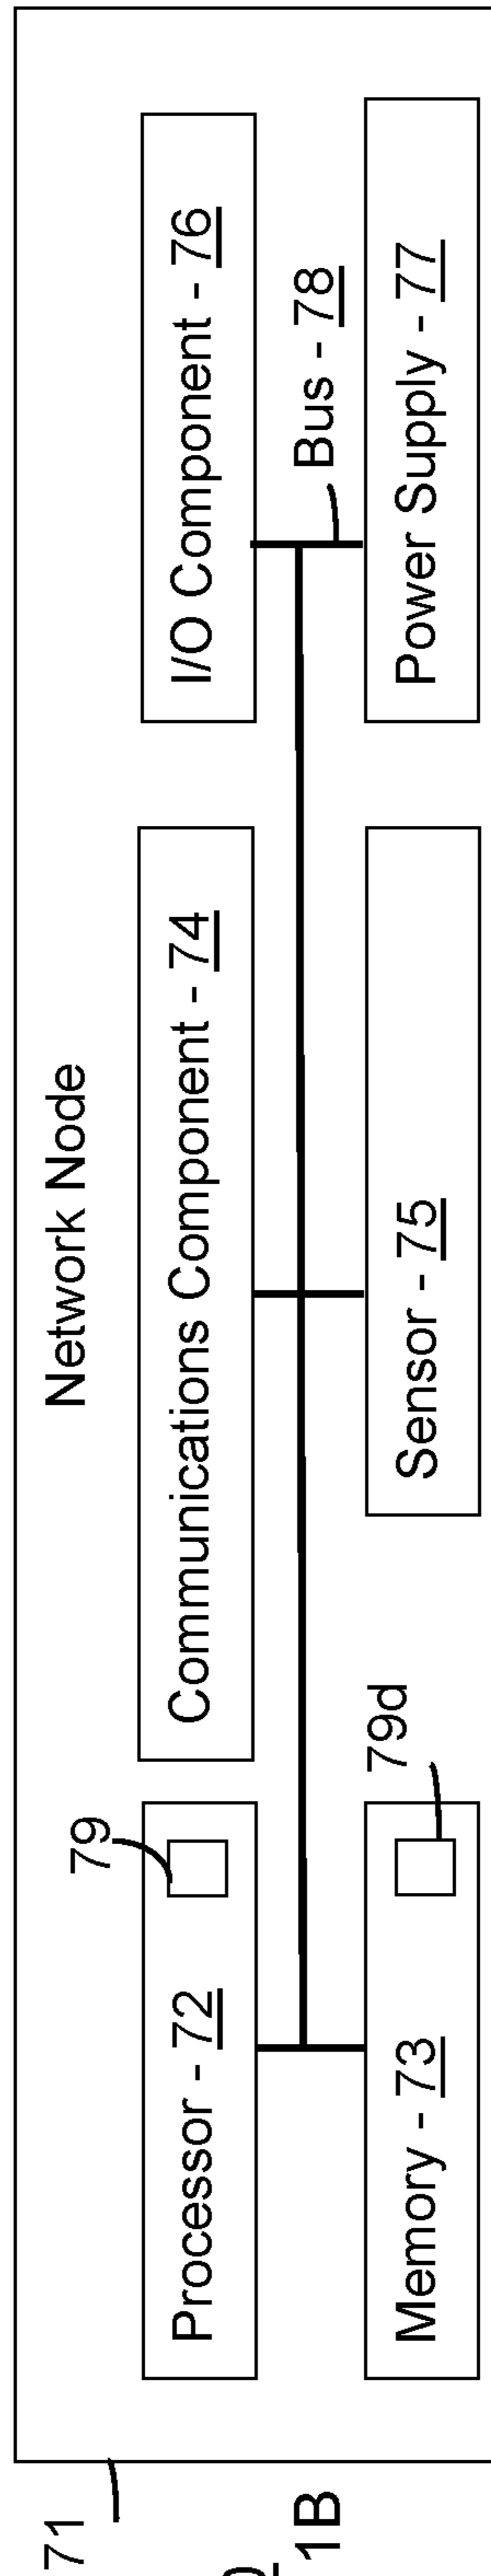 71
Network Node
79
Processor - 72
Communications Component - 74
I/O Component - 76
1B
Bus - 78
79d
Memory - 73
Sensor - 75
Power Supply - 77